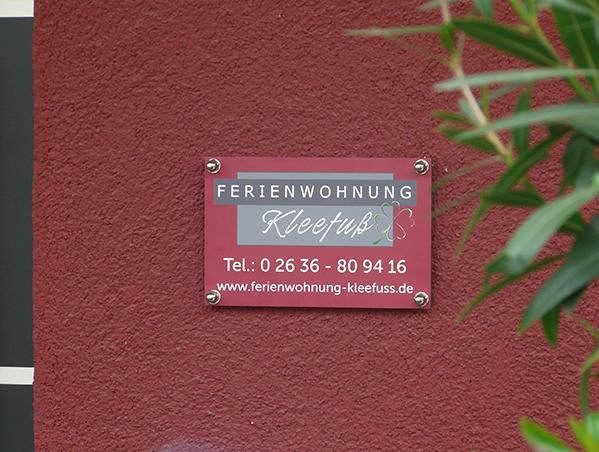 FERIENWOHNUNG
Kleefuß
Tel.: 0 26 36 - 80 94 16
www.ferienwohnung-kleefuss.de